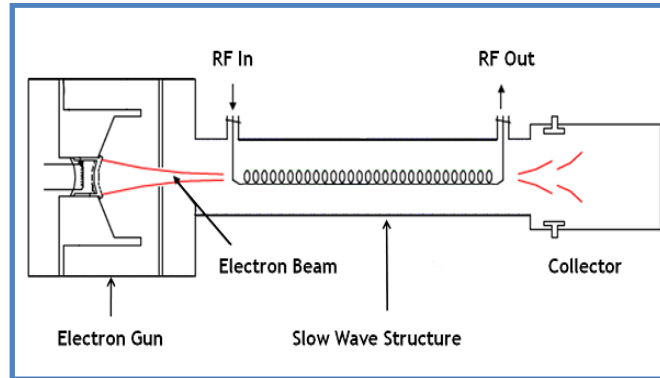 RF In
RF Out
Electron Beam
Collector
Electron Gun
Slow Wave Structure